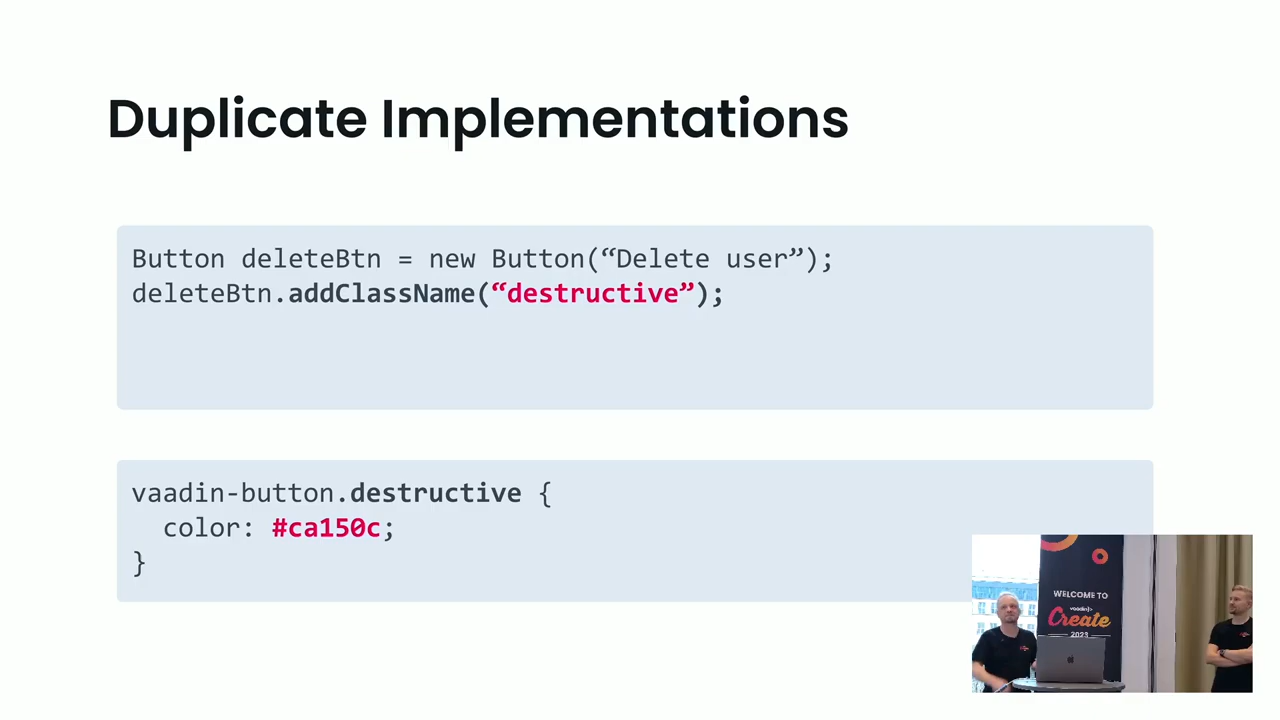 Duplicate Implementations
Button deleteBtn = new Button(“Delete user”);
deleteBtn.addClassName(“destructive”);
vaadin-button.destructive {
  color: #ca150c;
}
WELCOME TO
vaadin}>
Create
2023